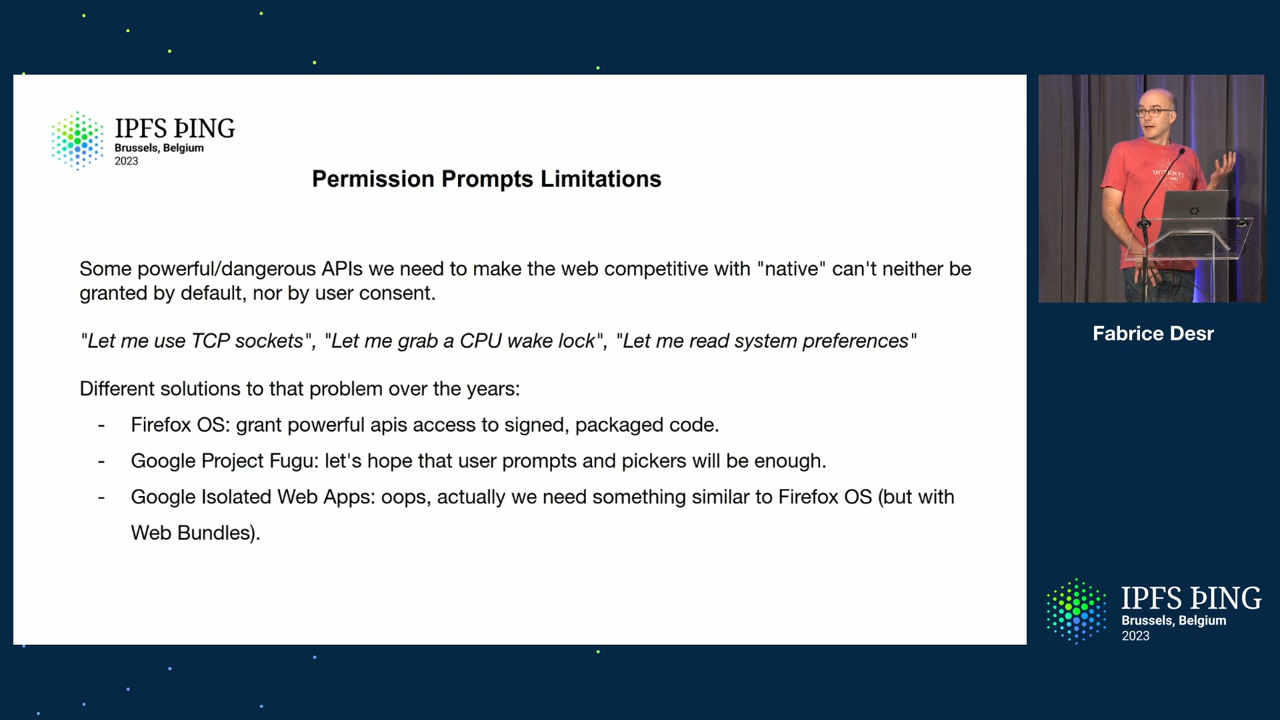 IPFS ÞING
Brussels, Belgium
2023
Permission Prompts Limitations
Some powerful/dangerous APIs we need to make the web competitive with "native" can't neither be
granted by default, nor by user consent.
"Let me use TCP sockets", "Let me grab a CPU wake lock", "Let me read system preferences"
Different solutions to that problem over the years:
- Firefox OS: grant powerful apis access to signed, packaged code.
- Google Project Fugu: let's hope that user prompts and pickers will be enough.
- Google Isolated Web Apps: oops, actually we need something similar to Firefox OS (but with
Web Bundles).
Fabrice Desr
IPFS ÞING
Brussels, Belgium
2023